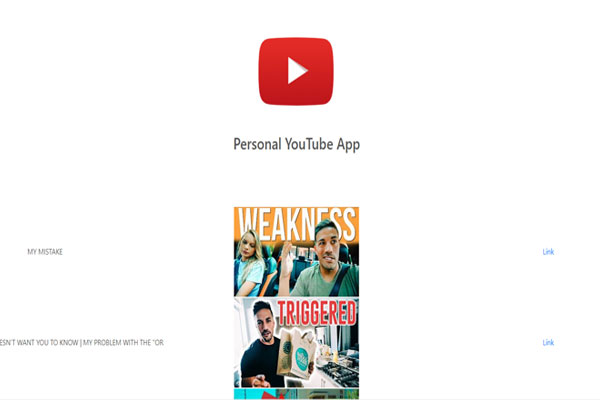 Personal YouTube App
WEAKNESS
MY MISTAKE
Link
TRIGGERED
ESN'T WANT YOU TO KNOW | MY PROBLEM WITH THE "OR
Link